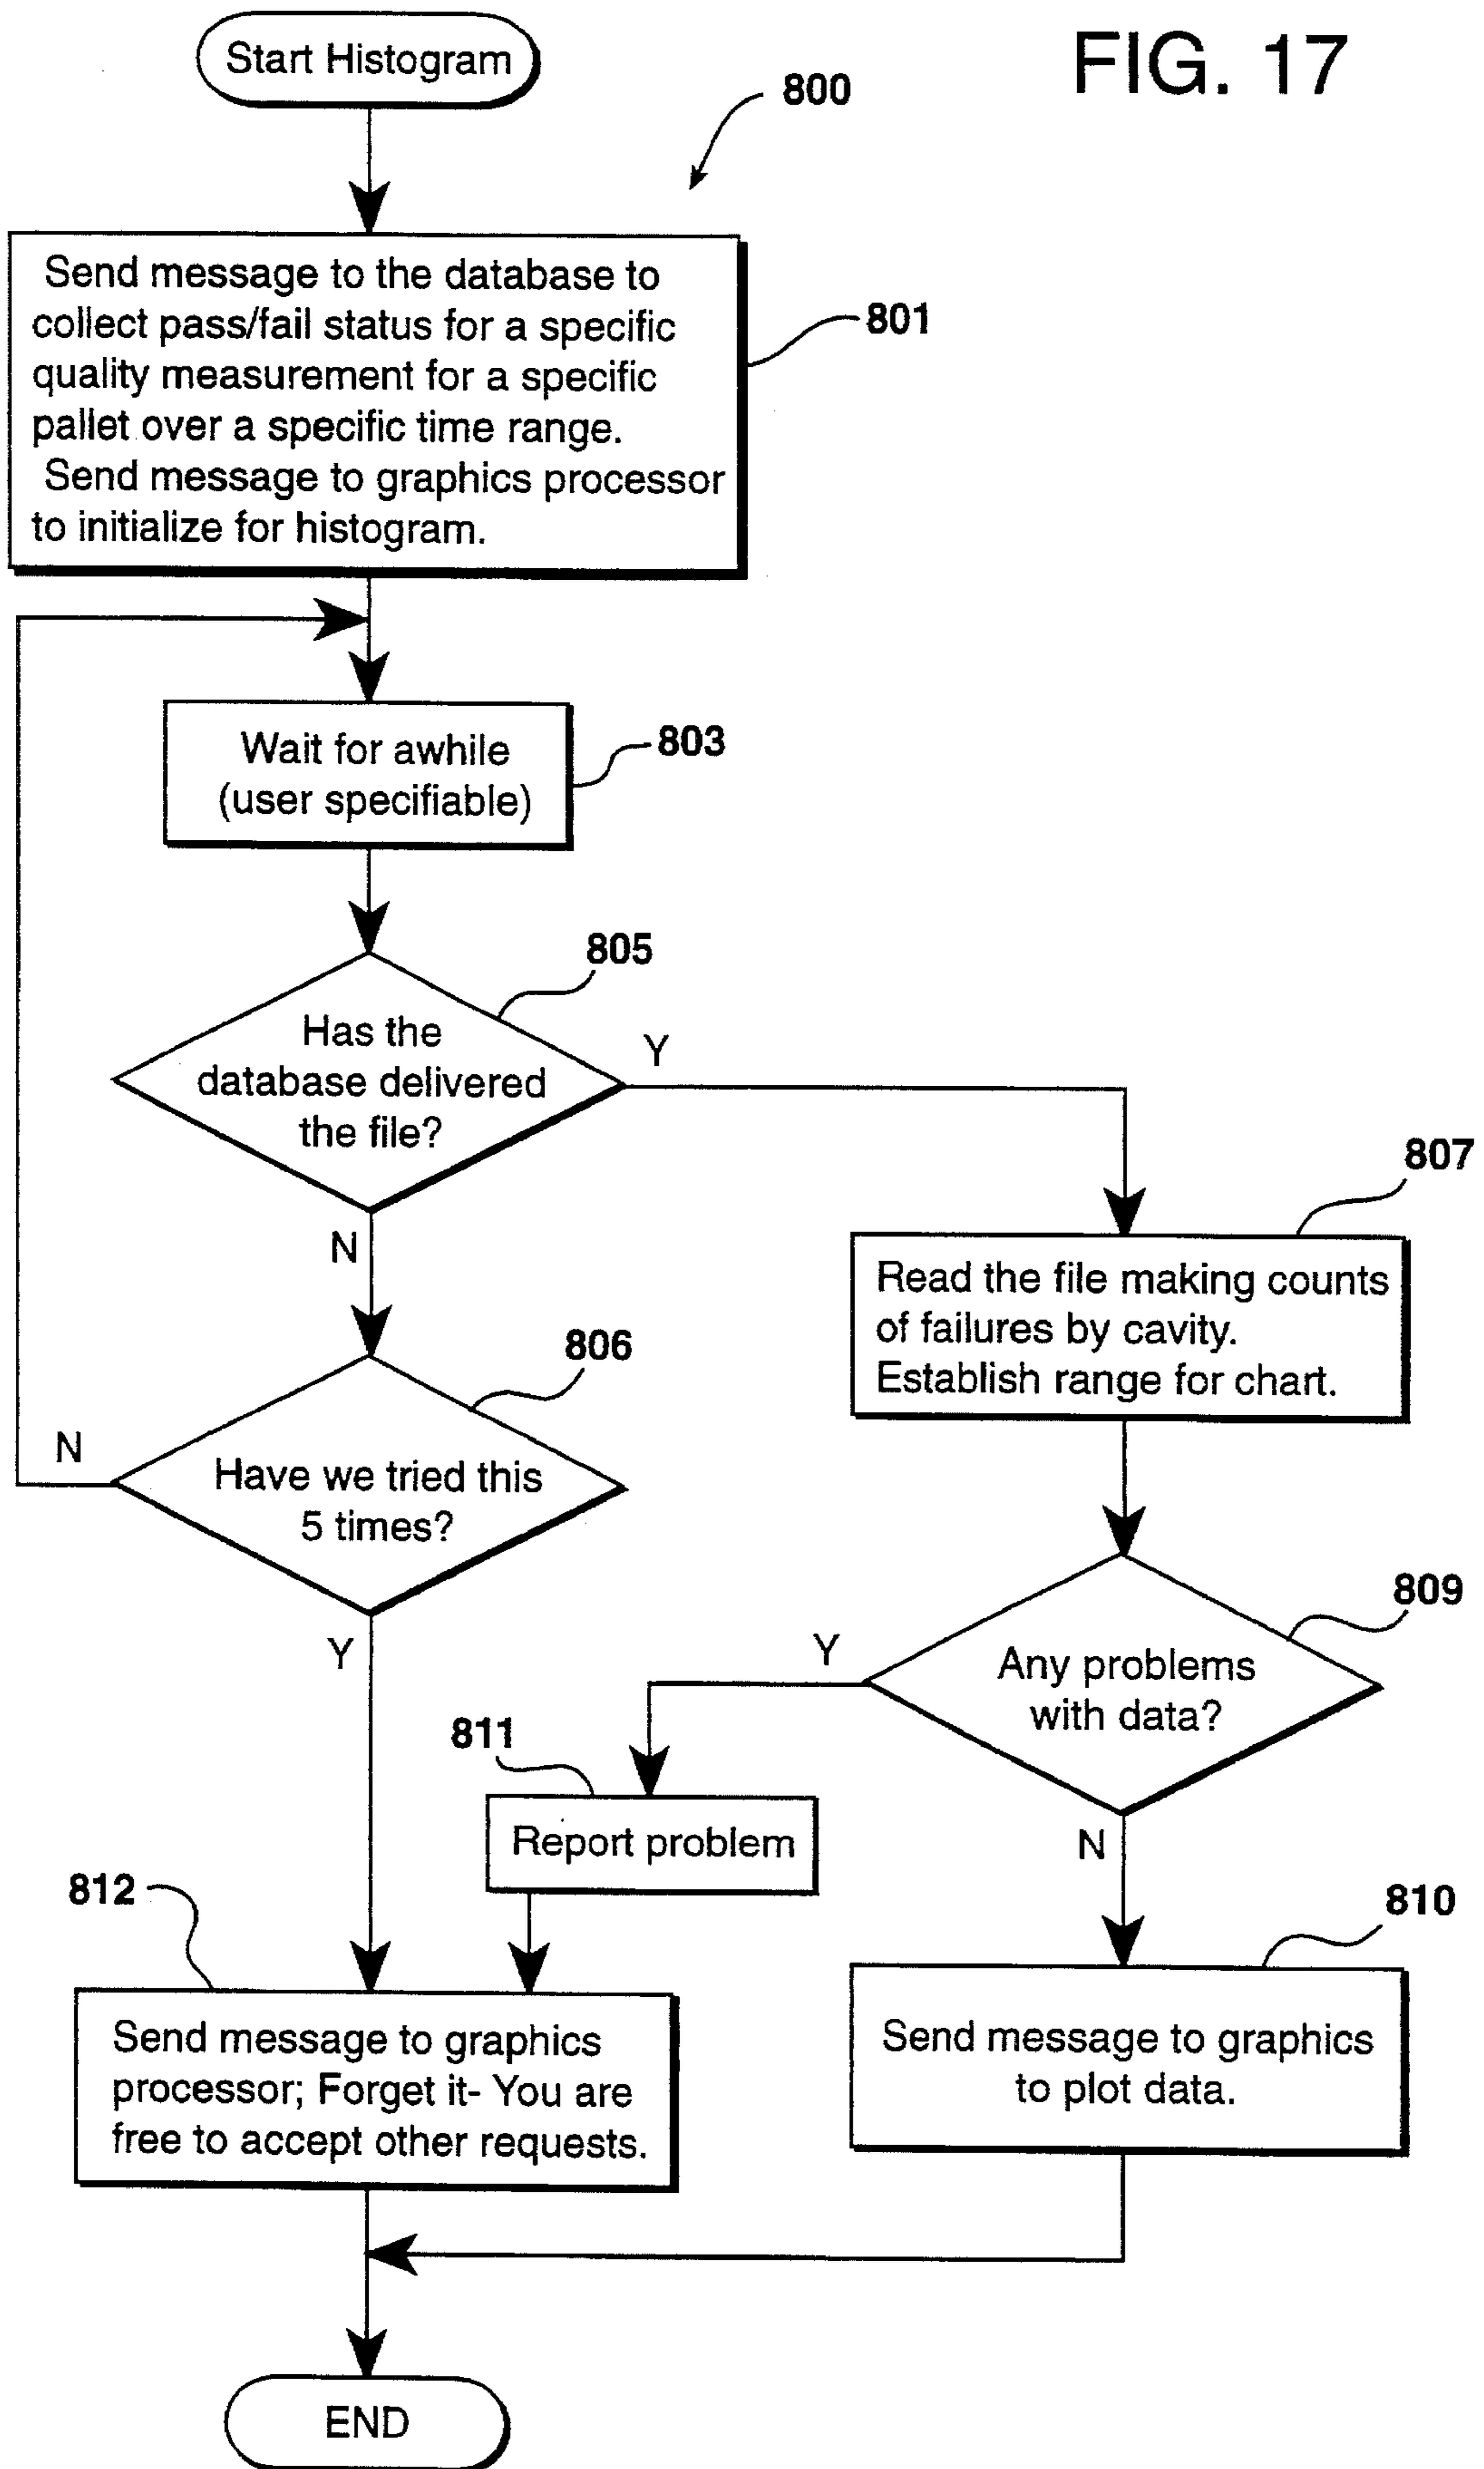 Start Histogram
FIG. 17
800
Send message to the database to
collect pass/fail status for a specific
quality measurement for a specific
pallet over a specific time range.
Send message to graphics processor
to initialize for histogram.
801
Wait for awhile
(user specifiable)
803
Has the
database delivered
the file?
805
Y
N
807
Read the file making counts
of failures by cavity.
Establish range for chart.
806
Have we tried this
5 times?
N
Y
809
Any problems
with data?
Y
N
811
Report problem
812
Send message to graphics
processor; Forget it- You are
free to accept other requests.
810
Send message to graphics
to plot data.
END